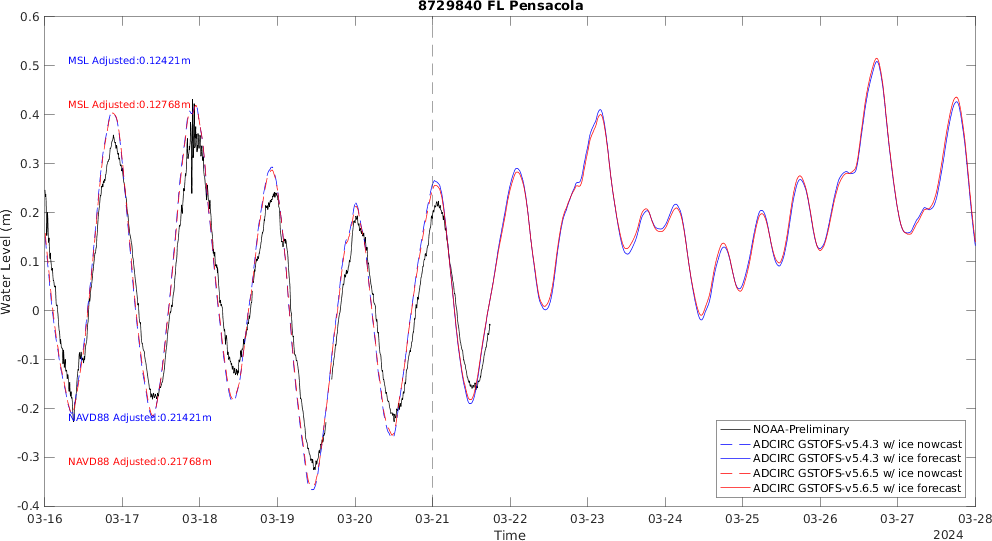 8729840 FL Pensacola
0.6
0.5
0.4
0.3
0.2
0.1
0
-0.1
-0.2
-0.3
-0.4
Water Level (m)
MSL Adjusted:0.12421m
MSL Adjusted:0.12768m
NAVD88 Adjusted:0.21421m
NAVD88 Adjusted:0.21768m
NOAA-Preliminary
ADCIRC GSTOFS-v5.4.3 w/ ice nowcast
ADCIRC GSTOFS-v5.4.3 w/ ice forecast
ADCIRC GSTOFS-v5.6.5 w/ ice nowcast
ADCIRC GSTOFS-v5.6.5 w/ ice forecast
03-16 03-17 03-18 03-19 03-20 03-21 03-22 03-23 03-24 03-25 03-26 03-27 03-28
Time
2024